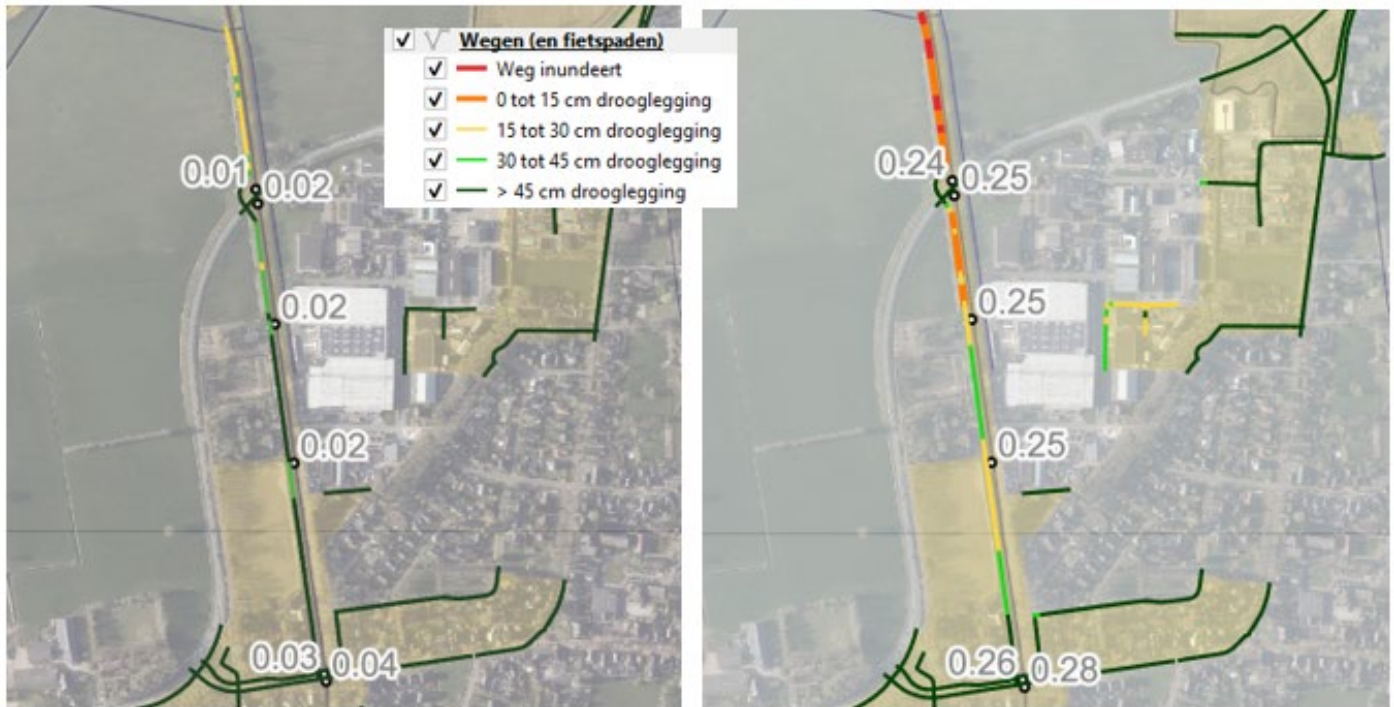 Wegen (en fietspaden)
Weg inundeert
0 tot 15 cm drooglegging
15 tot 30 cm drooglegging
30 tot 45 cm drooglegging
> 45 cm drooglegging
0.01
0.02
0.02
0.02
0.03
0.04
0.24
0.25
0.25
0.25
0.26
0.28